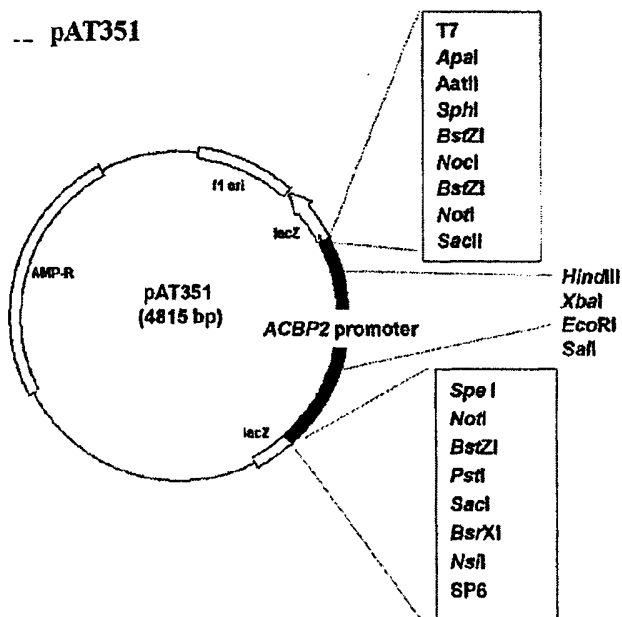 pAT351
T7
ApaI
AatII
SphI
BstZI
NocI
BstZI
NotI
SacII
f1 ori
lacZ
AMP-R
pAT351
(4815 bp)
ACBP2 promoter
HindIII
XbaI
EcoRI
SalI
lacZ
Spe I
NotI
BstZI
PstI
SacI
BsrXI
NsiI
SP6